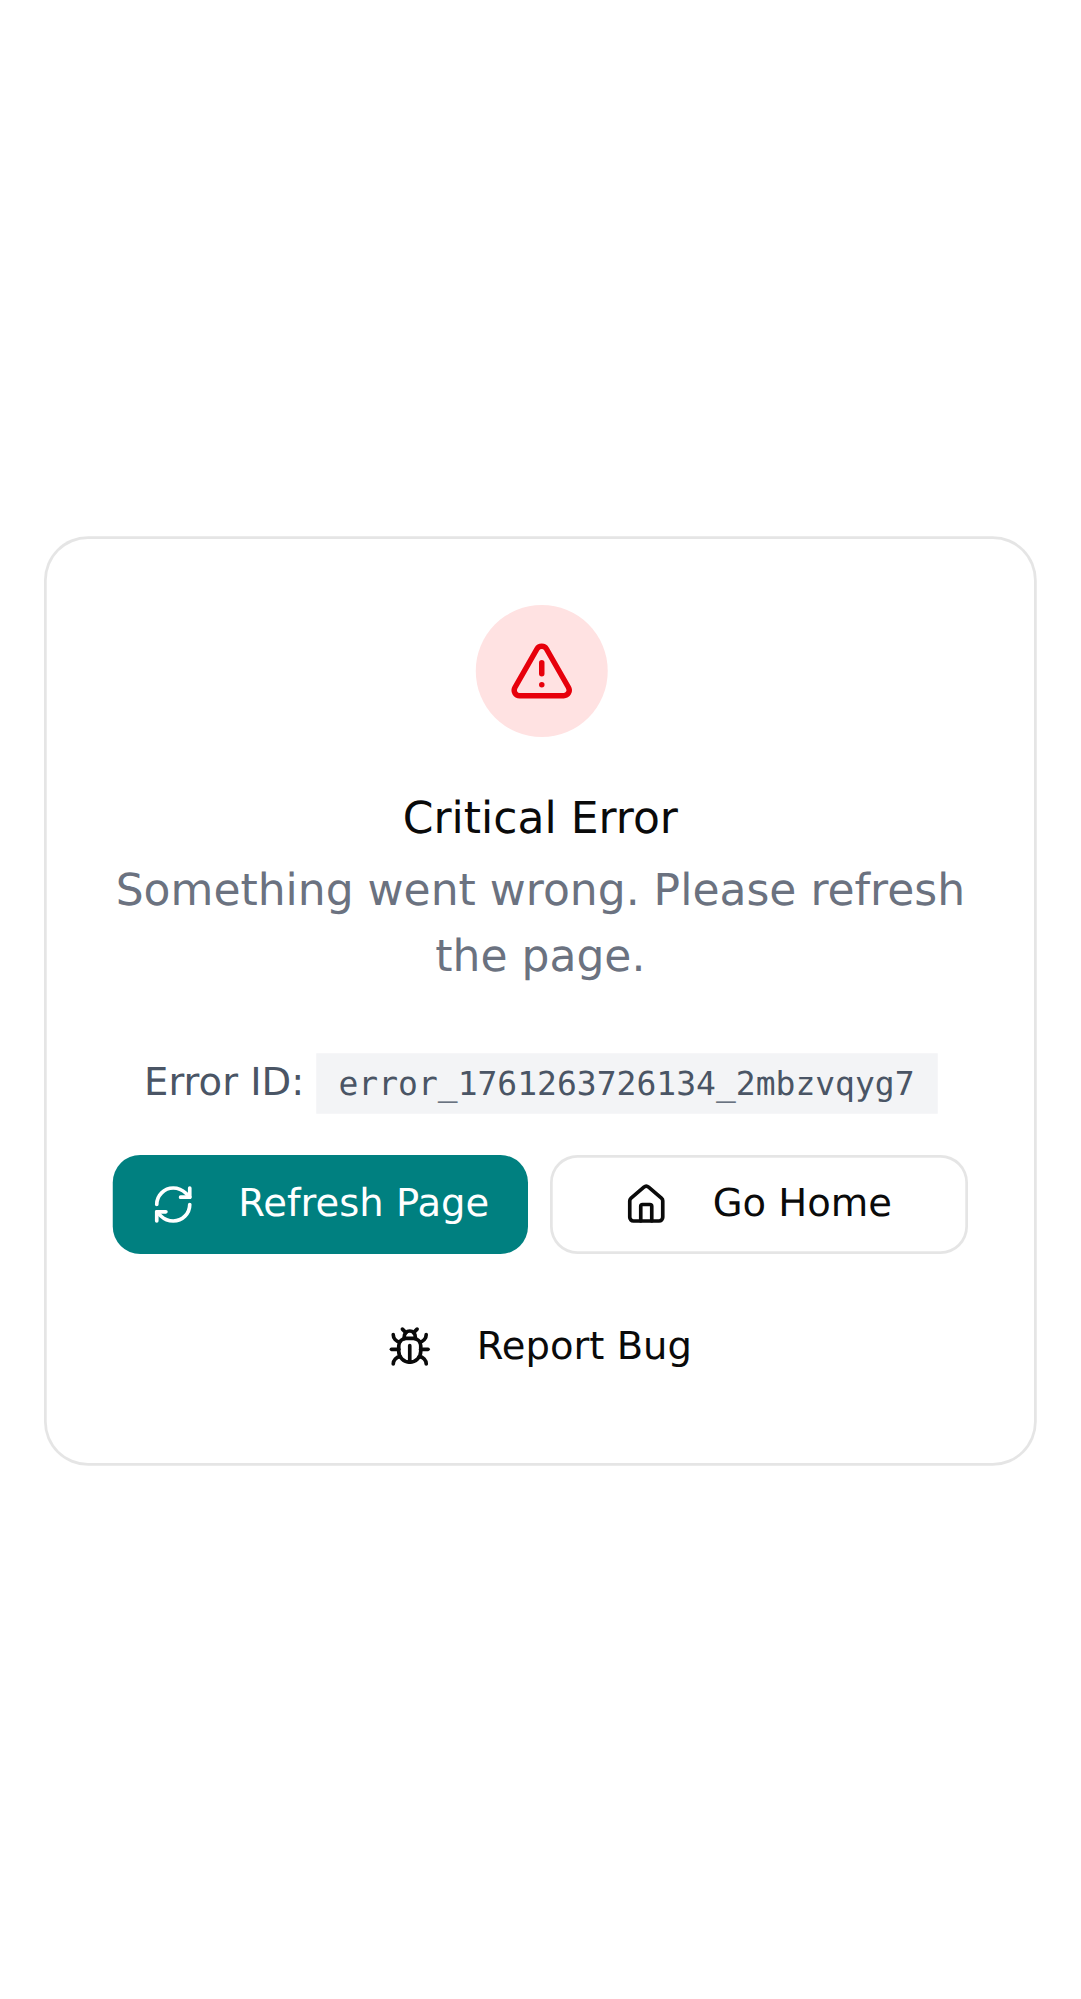 Critical Error
Something went wrong. Please refresh
the page.
Error ID: error_1761263726134_2mbzvqyg7
Refresh Page
Go Home
Report Bug